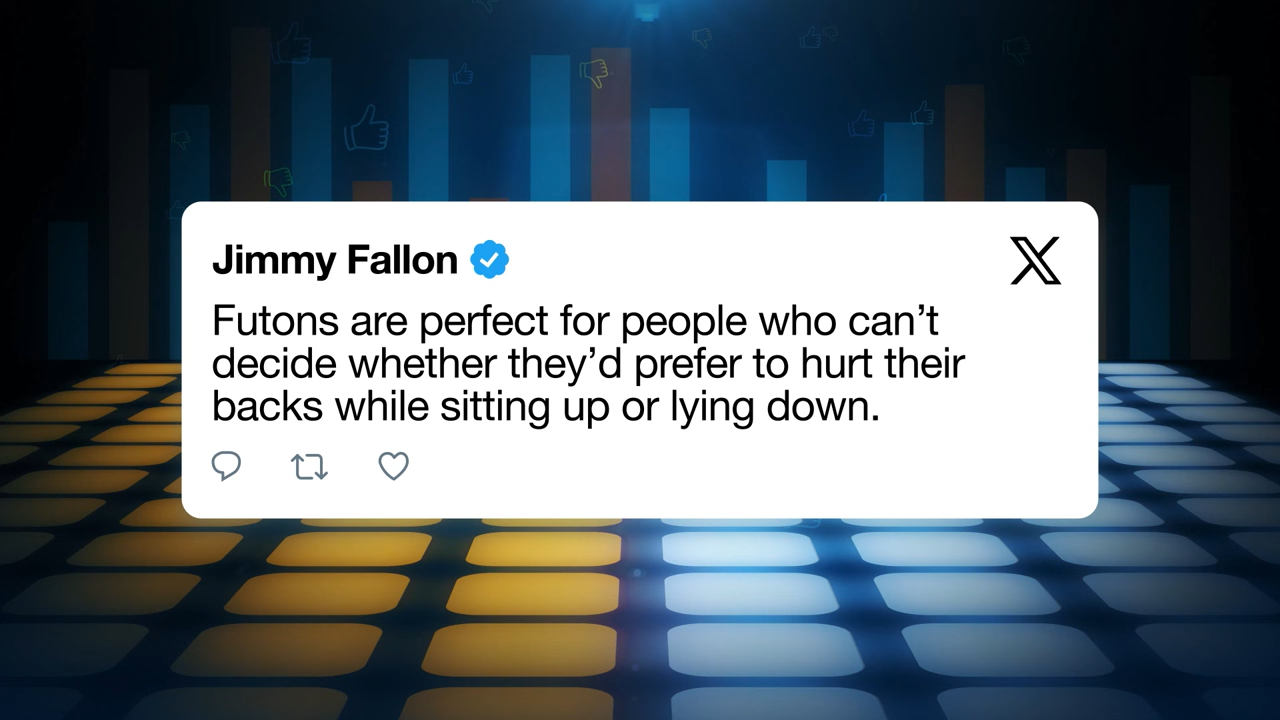 Jimmy Fallon
Futons are perfect for people who can’t
decide whether they’d prefer to hurt their
backs while sitting up or lying down.